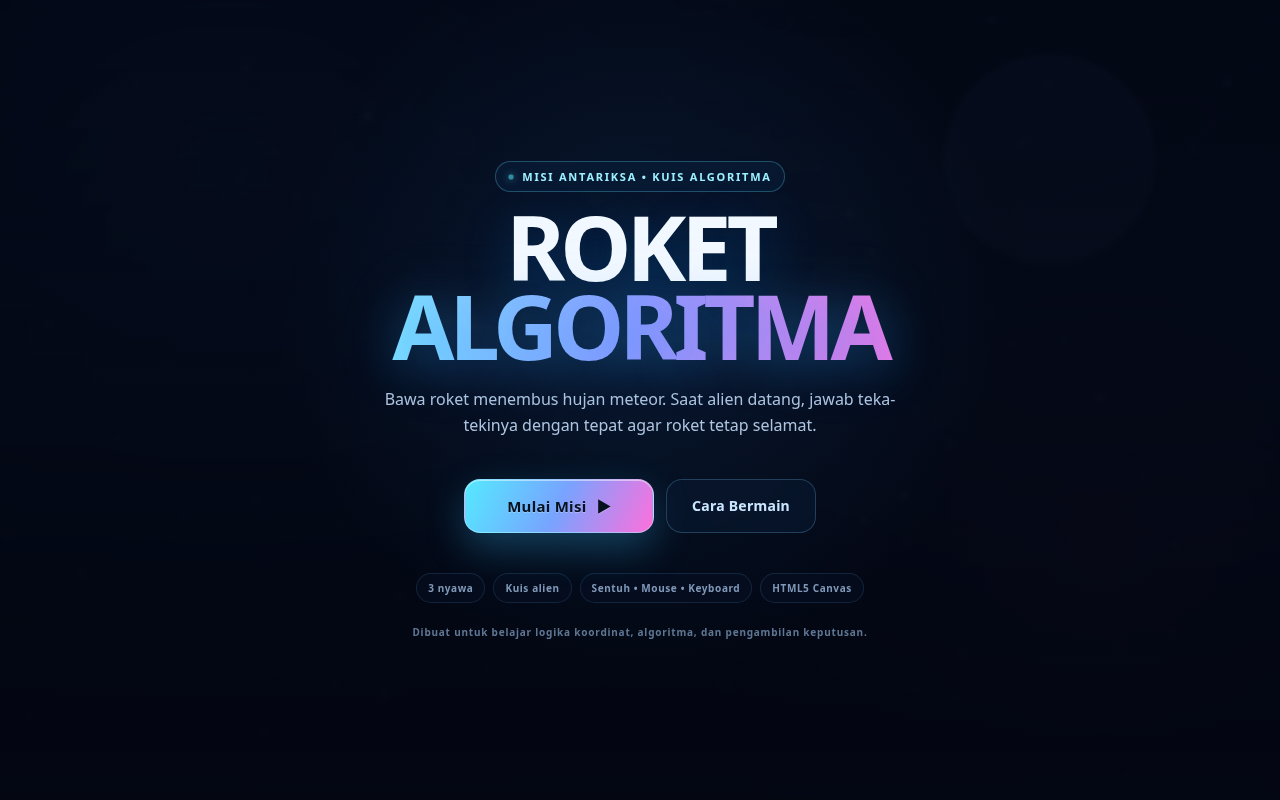 MISI ANTARIKSA • KUIS ALGORITMA
ROKET
ALGORITMA
Bawa roket menembus hujan meteor. Saat alien datang, jawab teka-
tekinya dengan tepat agar roket tetap selamat.
Mulai Misi ▶
Cara Bermain
3 nyawa
Kuis alien
Sentuh • Mouse • Keyboard
HTML5 Canvas
Dibuat untuk belajar logika koordinat, algoritma, dan pengambilan keputusan.